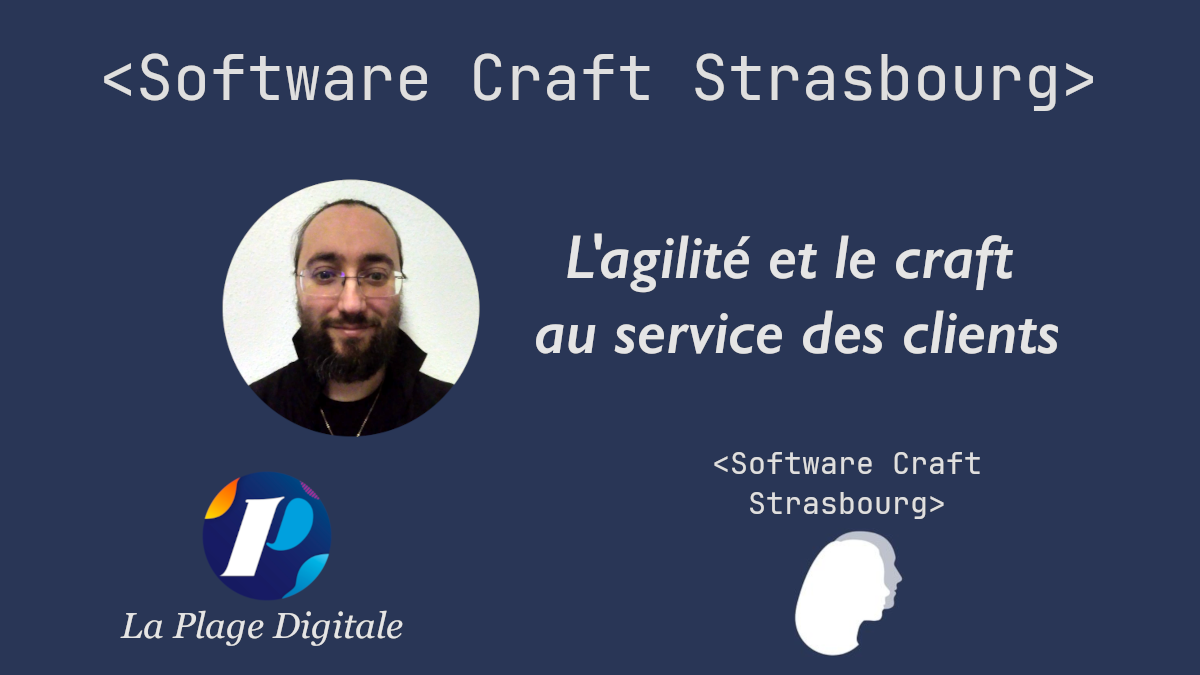 <Software Craft Strasbourg>
L'agilité et le craft
au service des clients
<Software Craft
Strasbourg>
P
La Plage Digitale